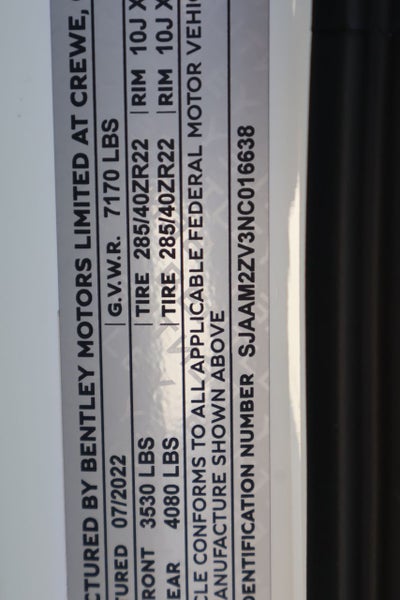 CTURED BY BENTLEY MOTORS LIMITED AT CREWE,
TURED 07/2022 G.V.W.R. 7170 LBS
RONT 3530 LBS TIRE 285/40ZR22 RIM 10J X
EAR 4080 LBS TIRE 285/40ZR22 RIM 10J X
CLE CONFORMS TO ALL APPLICABLE FEDERAL MOTOR VEHIC
ANUFACTURE SHOWN ABOVE
DENTIFICATION NUMBER SJAAM2ZV3NC016638